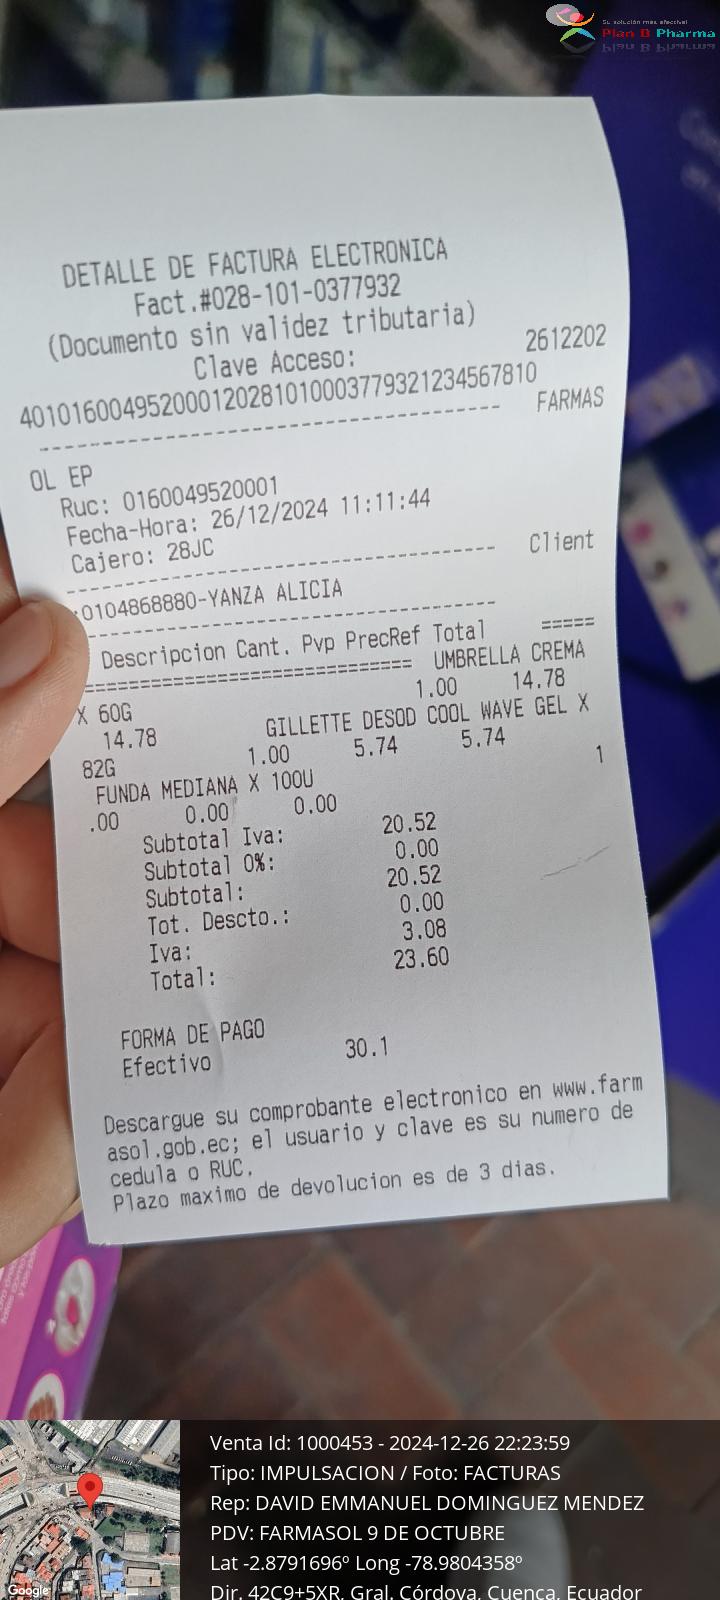 Su solución más efectiva!
Plan B Pharma
DETALLE DE FACTURA ELECTRONICA
Fact.#028-101-0377932
(Documento sin validez tributaria)
Clave Acceso: 2612202
401016004952000120281010003779321234567810
---------------------------------- FARMAS
OL EP
Ruc: 0160049520001
Fecha-Hora: 26/12/2024 11:11:44
Cajero: 28JC
---------------------------------- Client
:0104868880-YANZA ALICIA
----------------------------------
Descripcion Cant. Pvp PrecRef Total =====
============================== UMBRELLA CREMA
X 60G 1.00 14.78
14.78 GILLETTE DESOD COOL WAVE GEL X
82G 1.00 5.74 5.74
FUNDA MEDIANA X 100U 1
.00 0.00 0.00
Subtotal Iva: 20.52
Subtotal 0%: 0.00
Subtotal: 20.52
Tot. Descto.: 0.00
Iva: 3.08
Total: 23.60
FORMA DE PAGO
Efectivo 30.1
Descargue su comprobante electronico en www.farm
asol.gob.ec; el usuario y clave es su numero de
cedula o RUC.
Plazo maximo de devolucion es de 3 dias.
Venta Id: 1000453 - 2024-12-26 22:23:59
Tipo: IMPULSACION / Foto: FACTURAS
Rep: DAVID EMMANUEL DOMINGUEZ MENDEZ
PDV: FARMASOL 9 DE OCTUBRE
Lat -2.8791696º Long -78.9804358º
Dir. 42C9+5XR, Gral. Córdova, Cuenca, Ecuador
Google